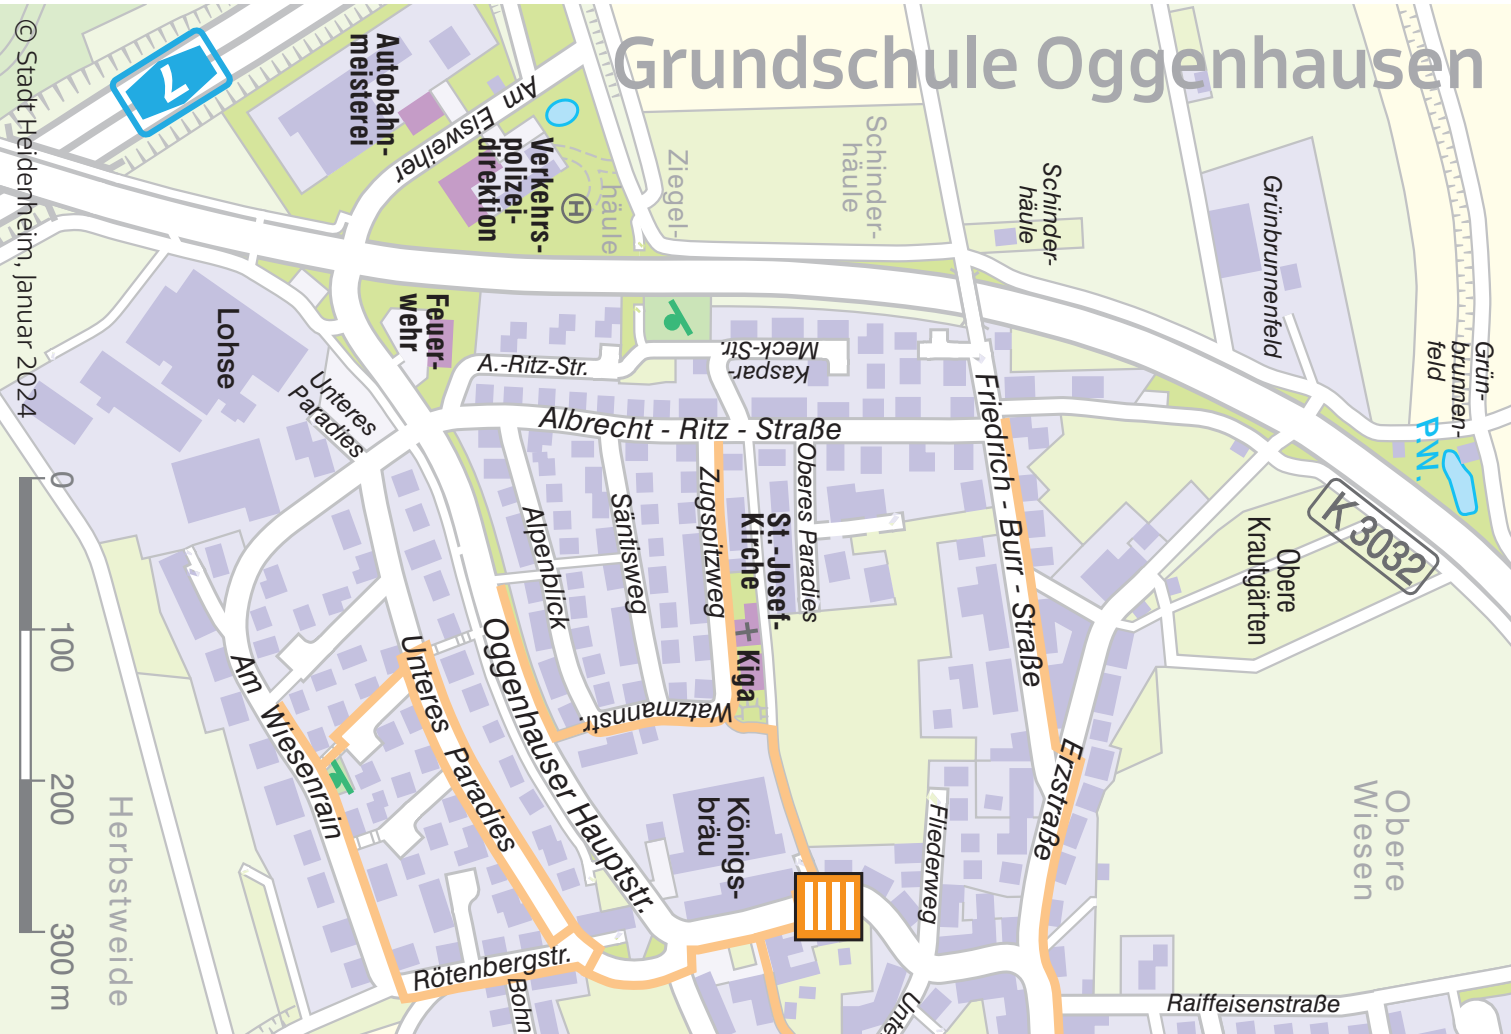 Grundschule Oggenhausen
© Stadt Heidenheim, Januar 2024
7
Autobahn-
meisterei
Am Eisweiher
Verkehrs-
polizei-
direktion
H
Ziegel-
häule
Schinder-
häule
Schinder-
häule
Grünbrunnenfeld
Grün-
brunnen-
feld
P.W.
K 3032
Obere
Krautgärten
Feuer-
wehr
Lohse
Unteres
Paradies
A.-Ritz-Str.
Kaspar-
Meck-Str.
Albrecht - Ritz - Straße
Friedrich - Burr - Straße
Oberes Paradies
Zugspitzweg
Säntisweg
Alpenblick
St.-Josef-
Kirche
Kiga
Watzmannstr.
Oggenhauser Hauptstr.
Unteres Paradies
Am Wiesenrain
Königs-
bräu
Erzstraße
Fliederweg
Obere
Wiesen
Herbstweide
Rötenbergstr.
Bohn
Unte
Raiffeisenstraße
0
100
200
300 m